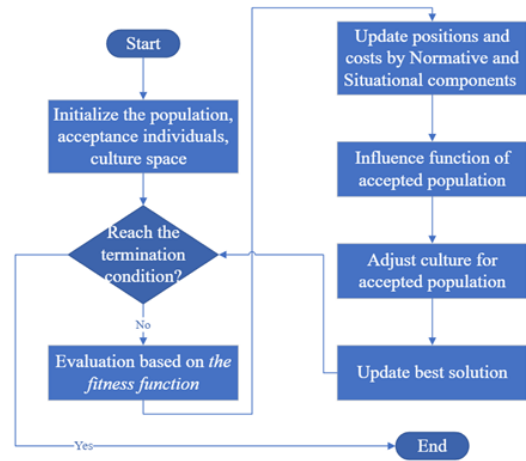 Start
Initialize the population,
acceptance individuals,
culture space
Reach the
termination
condition?
No
Evaluation based on the
fitness function
Yes
Update positions and
costs by Normative and
Situational components
Influence function of
accepted population
Adjust culture for
accepted population
Update best solution
End